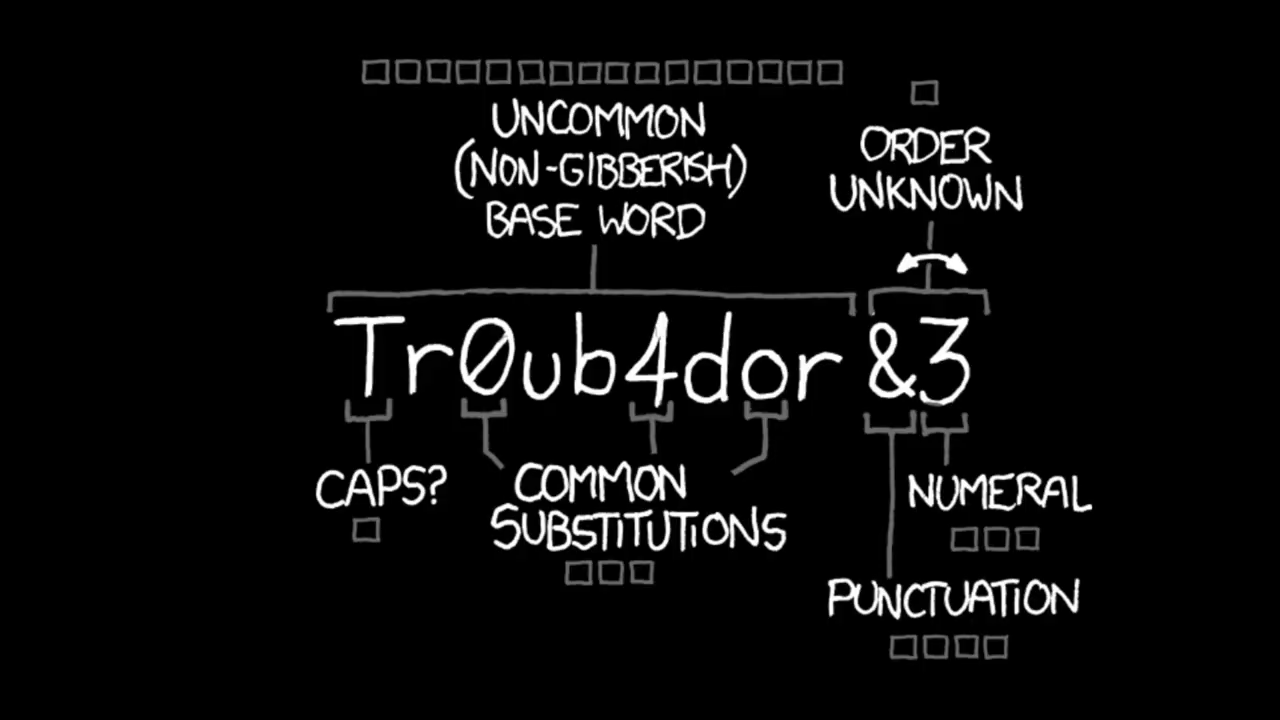 UNCOMMON
(NON-GIBBERISH)
BASE WORD
ORDER
UNKNOWN
Tr0ub4dor &3
CAPS?
COMMON
SUBSTITUTIONS
NUMERAL
PUNCTUATION